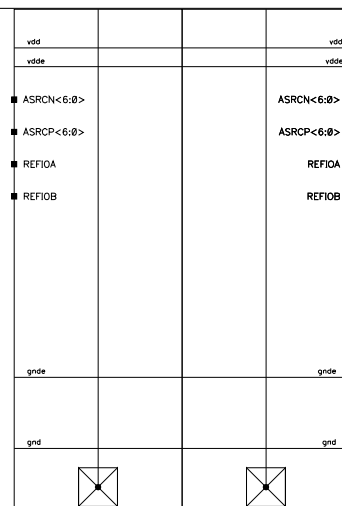 vdd vdd
vdde vdde
ASRCN<6:0> ASRCN<6:0>
ASRCP<6:0> ASRCP<6:0>
REFIOA REFIOA
REFIOB REFIOB
gnde gnde
gnd gnd